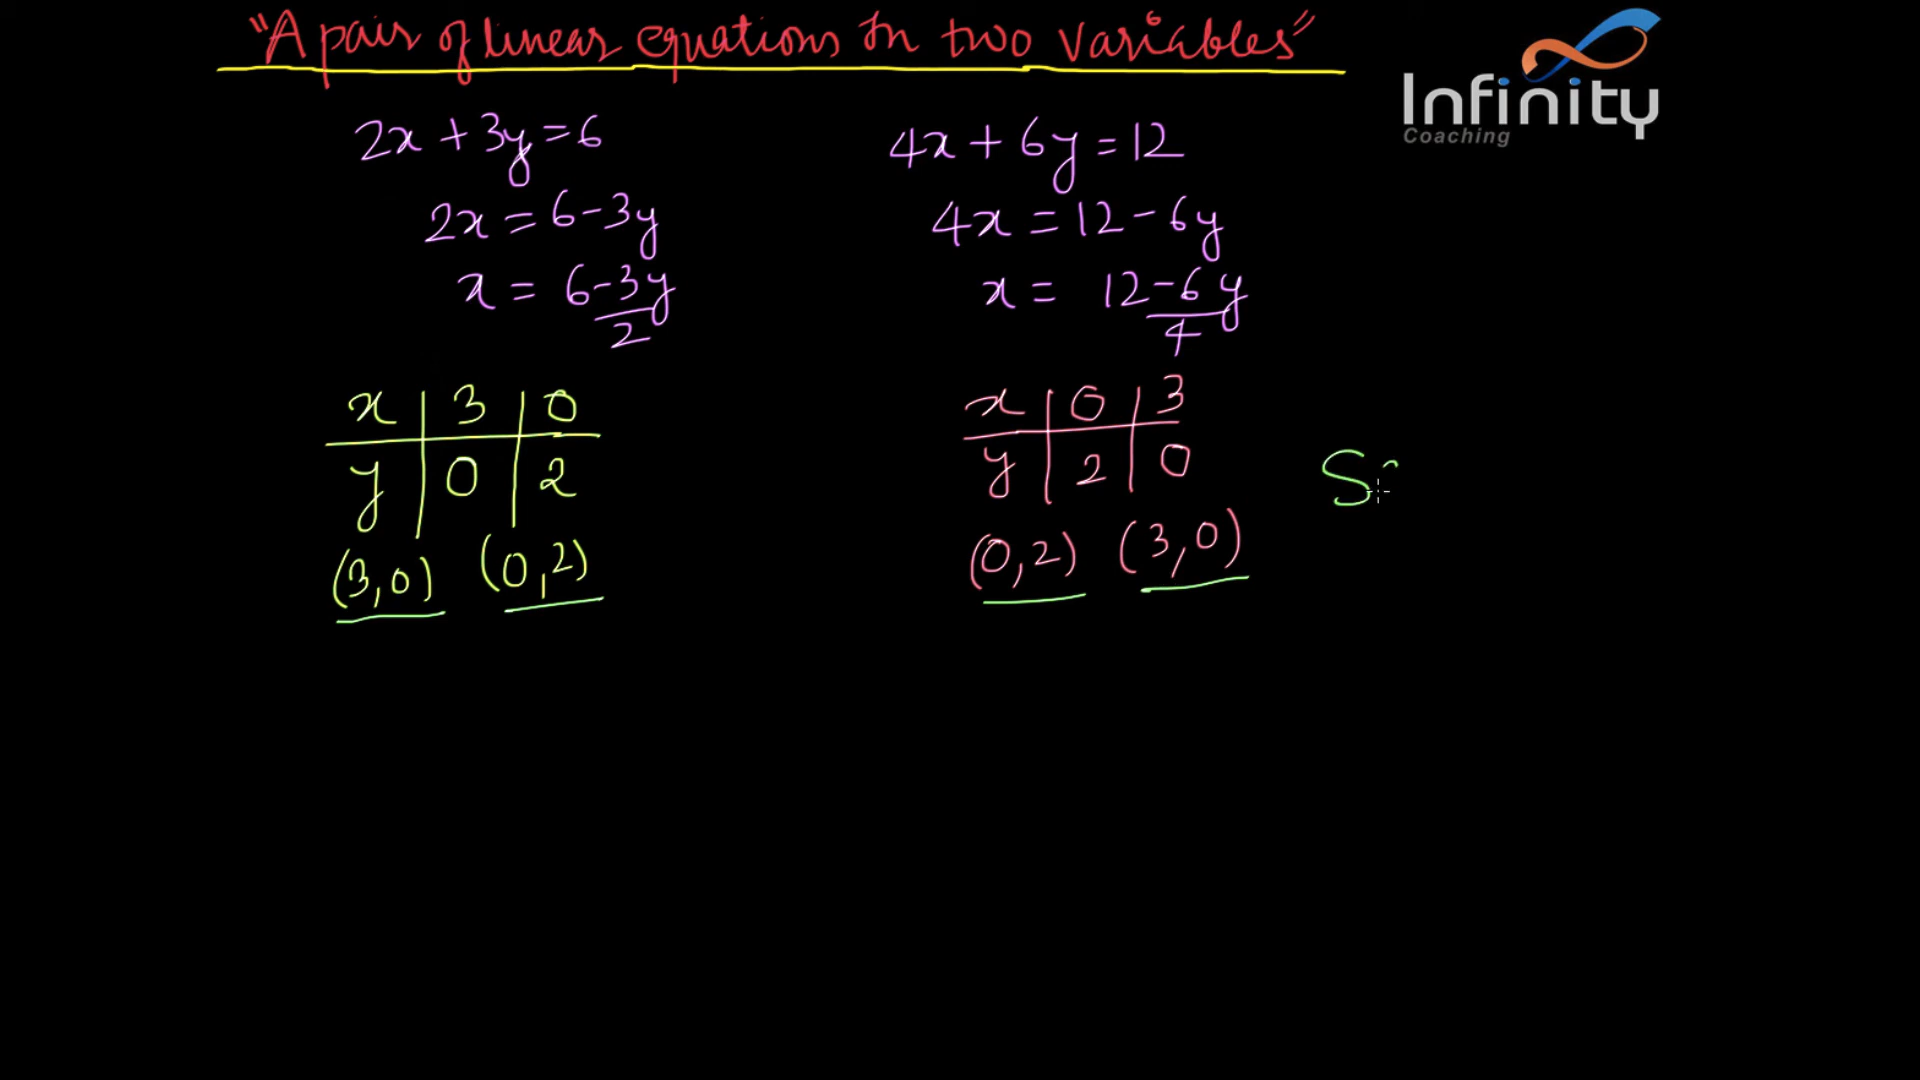 "A pair of linear equations in two variables"
Infinity
Coaching
2x + 3y = 6
2x = 6 - 3y
x = 6 - 3y / 2
x | 3 | 0
y | 0 | 2
(3,0) (0,2)
4x + 6y = 12
4x = 12 - 6y
x = 12 - 6y / 4
x | 0 | 3
y | 2 | 0
(0,2) (3,0)